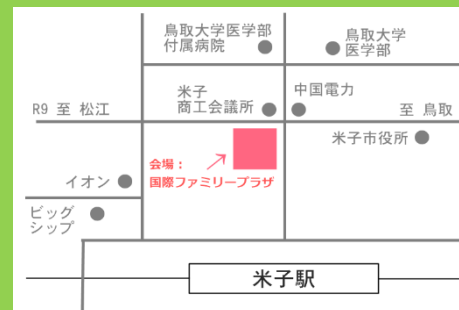 鳥取大学医学部
付属病院
鳥取大学
医学部
米子
商工会議所
中国電力
R9 至 松江
至 鳥取
米子市役所
会場：
国際ファミリープラザ
イオン
ビッグ
シップ
米子駅